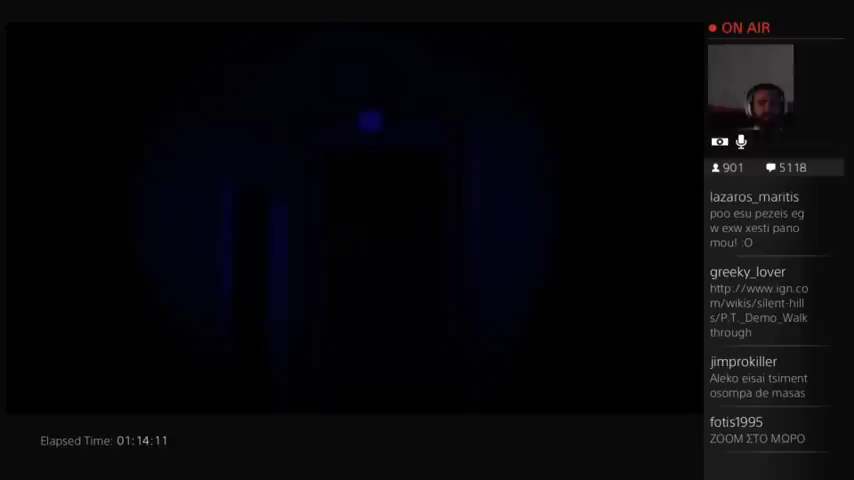 ON AIR
901 5118
lazaros_maritis
poo esu pezeis eg
w exw xesti pano
mou! :O
greeky_lover
http://www.ign.co
m/wikis/silent-hill
s/P.T._Demo_Walk
through
jimprokiller
Aleko eisai tsiment
osompa de masas
fotis1995
ZOOM ΣΤΟ ΜΩΡΟ
Elapsed Time: 01:14:11